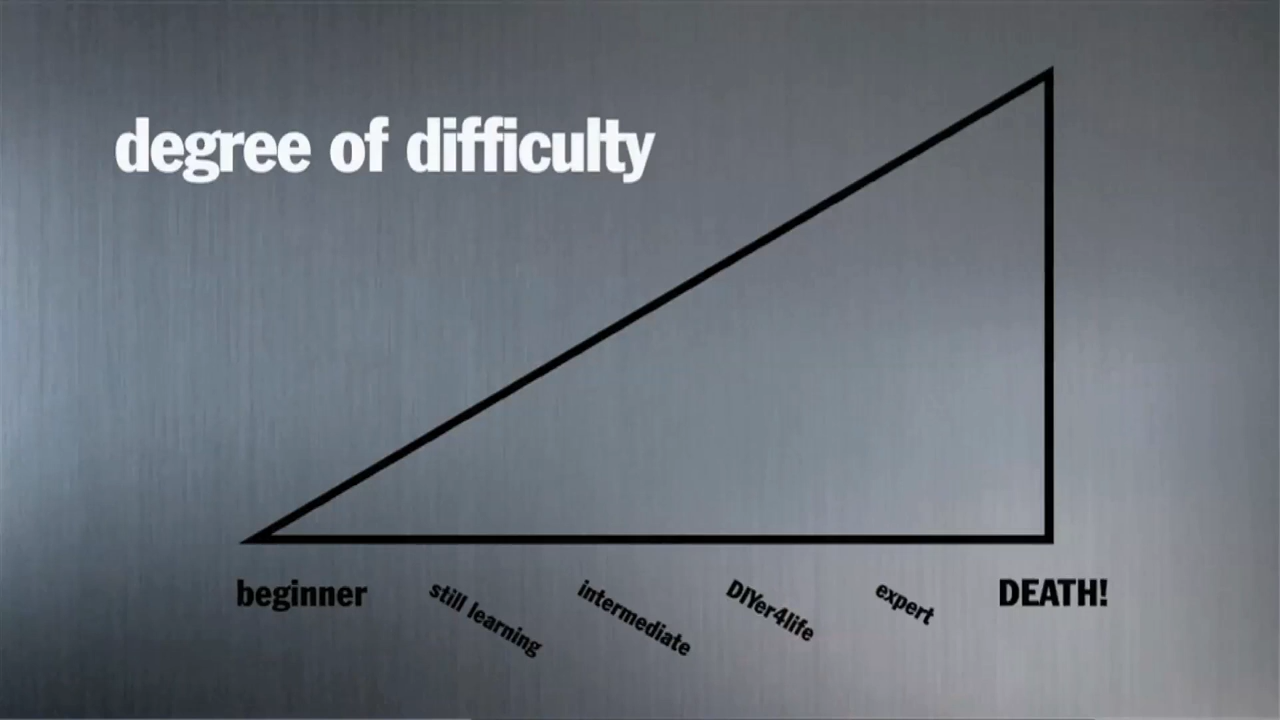 degree of difficulty
beginner
still learning
intermediate
DIYer4life
expert
DEATH!